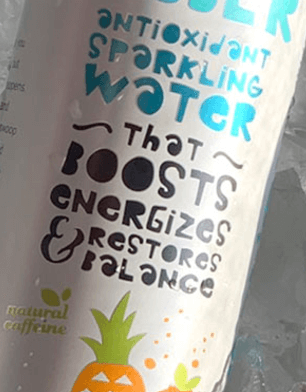 antioxidant
sparkling
water
~ that ~
Boosts
energizes
& restores
balance
natural
caffeine